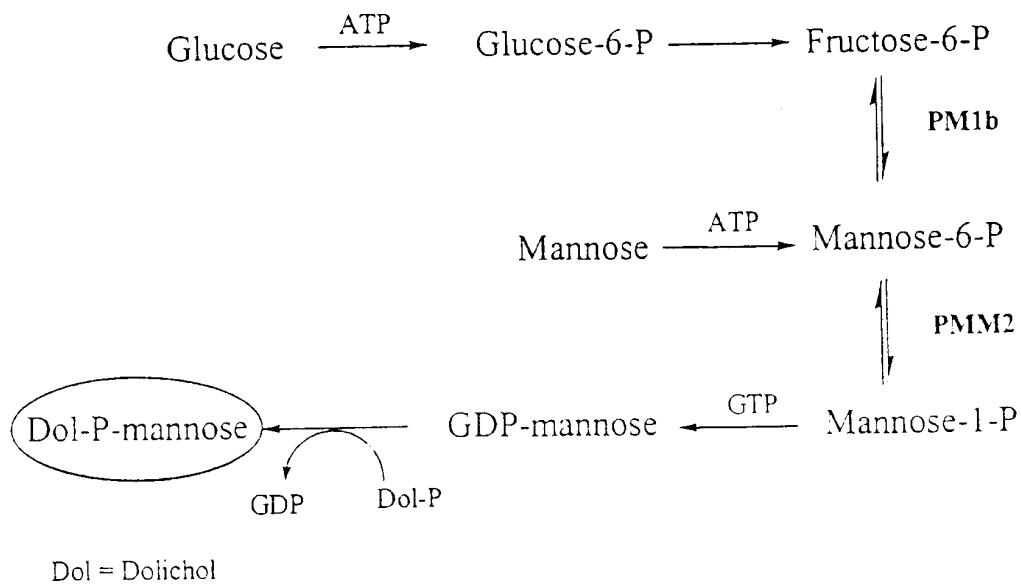 ATP
Glucose
Glucose-6-P
Fructose-6-P
PM1b
ATP
Mannose
Mannose-6-P
PMM2
GTP
Dol-P-mannose
GDP-mannose
Mannose-1-P
GDP
Dol-P
Dol = Dolichol